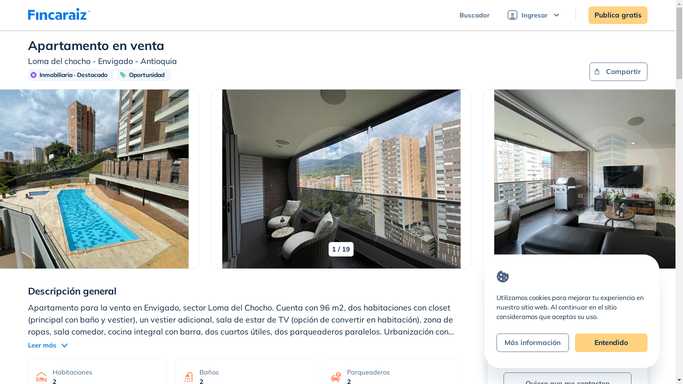 Fincaraiz
Buscador
Ingresar
Publica gratis
Apartamento en venta
Loma del chocho - Envigado - Antioquia
Inmobiliaria · Destacado
Oportunidad
Compartir
1 / 19
Descripción general
Apartamento para la venta en Envigado, sector Loma del Chocho. Cuenta con 96 m2, dos habitaciones con closet
(principal con baño y vestier), un vestier adicional, sala de estar de TV (opción de convertir en habitación), zona de
ropas, sala comedor, cocina integral con barra, dos cuartos útiles, dos parqueaderos paralelos. Urbanización con...
Leer más
Habitaciones
2
Baños
2
Parqueaderos
2
Utilizamos cookies para mejorar tu experiencia en
nuestro sitio web. Al continuar en el sitio
consideramos que aceptas su uso.
Más información
Entendido
Quiero que me contacten